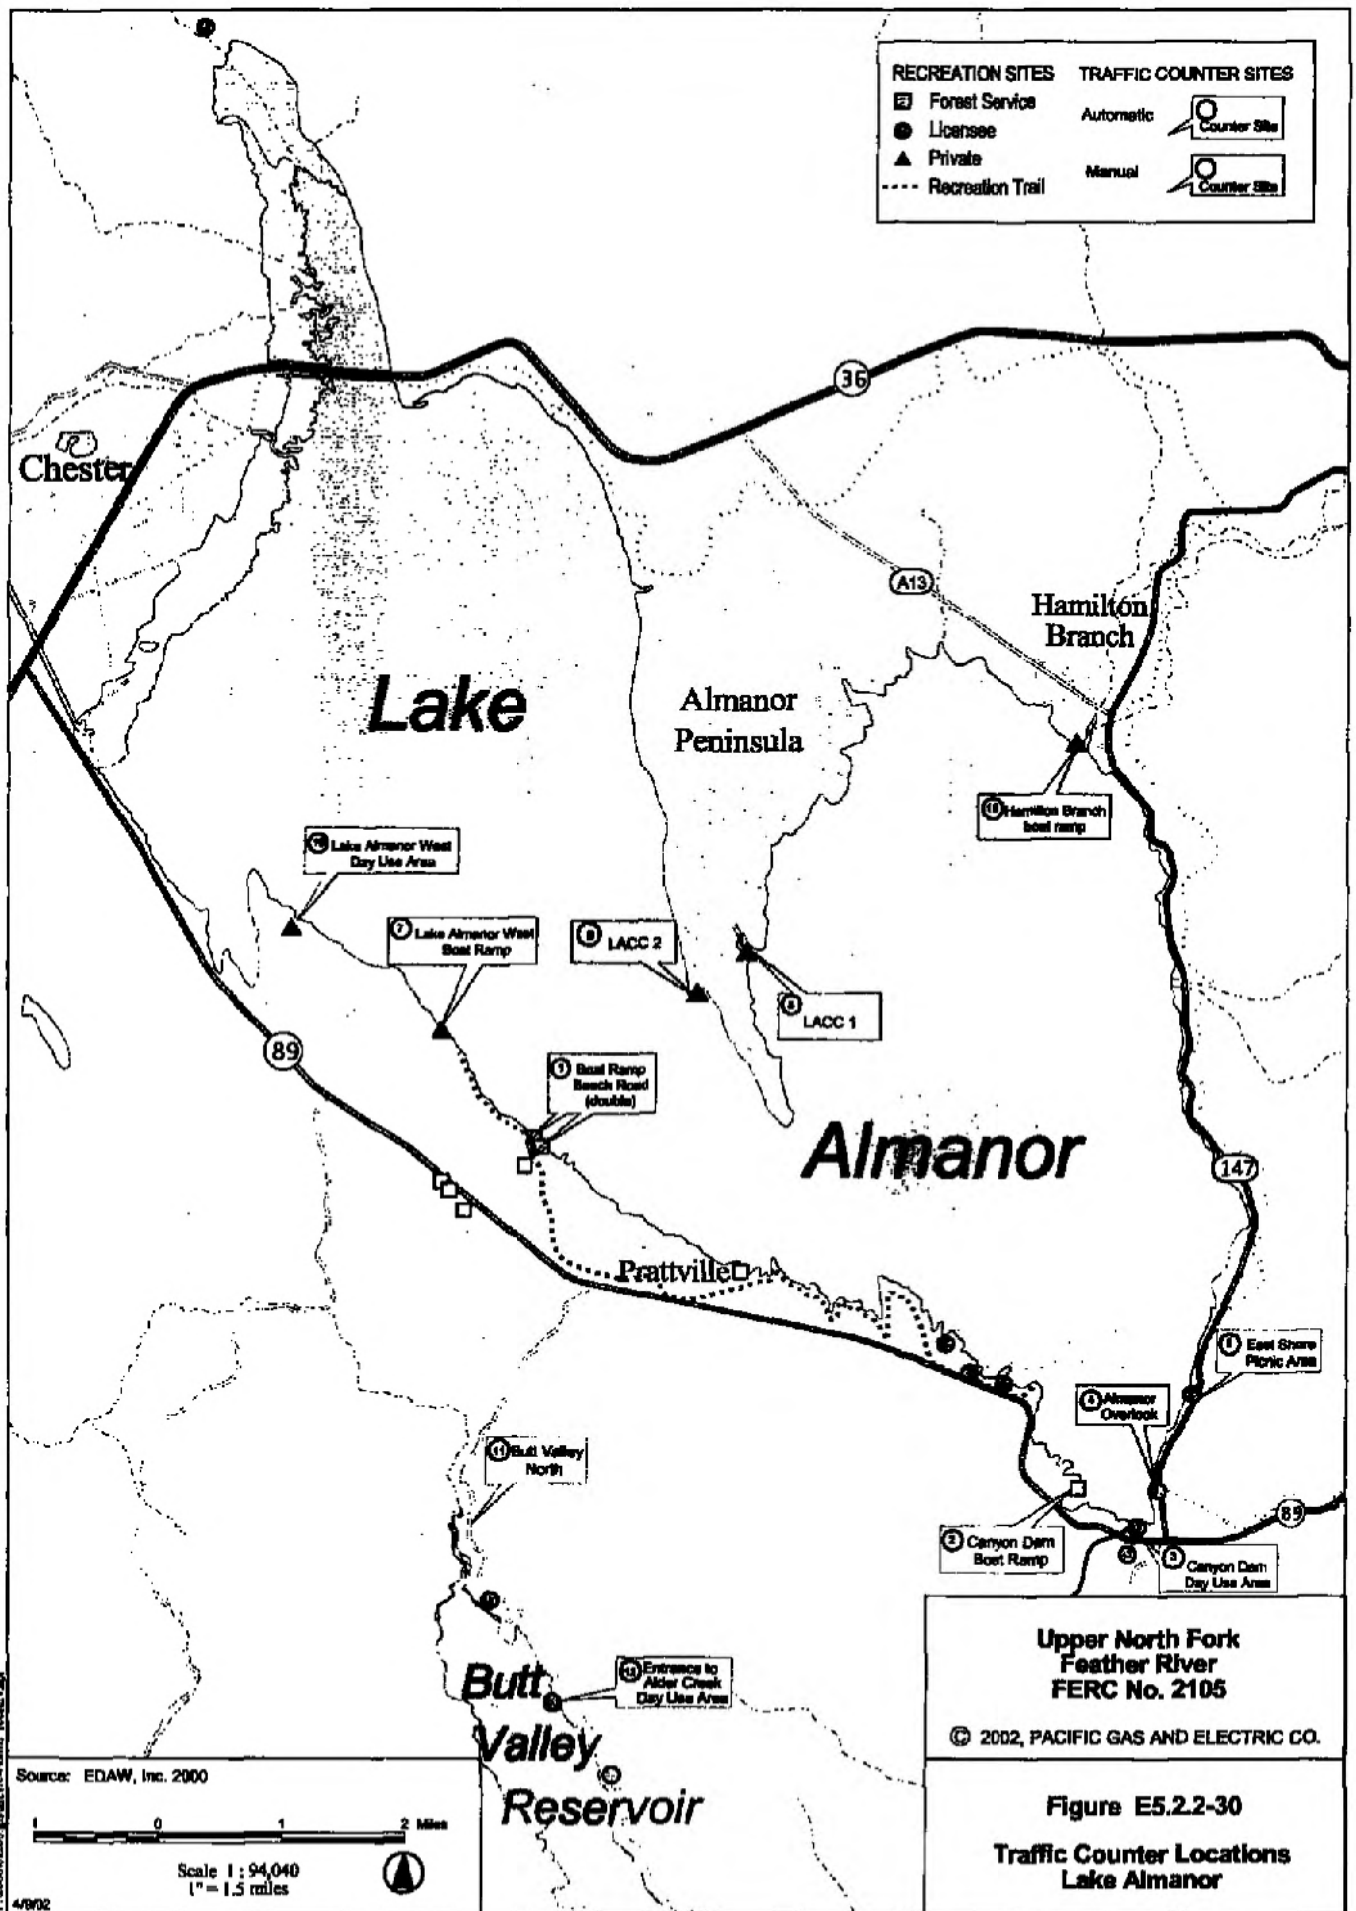 RECREATION SITES
Forest Service
Licensee
Private
Recreation Trail
TRAFFIC COUNTER SITES
Automatic
Counter Site
Manual
Counter Site
36
Chester
A13
Hamilton
Branch
Lake
Almanor
Peninsula
Hamilton Branch
boat ramp
Lake Almanor West
Day Use Area
7 Lake Almanor West
Boat Ramp
LACC 2
LACC 1
89
1 Boat Ramp
Beach Road
(double)
Almanor
147
Prattville
East Shore
Picnic Area
4 Almanor
Overlook
11 Butt Valley
North
2 Canyon Dam
Boat Ramp
89
3 Canyon Dam
Day Use Area
Entrance to
Alder Creek
Day Use Area
Butt
Valley
Reservoir
Upper North Fork
Feather River
FERC No. 2105
© 2002, PACIFIC GAS AND ELECTRIC CO.
Source: EDAW, Inc. 2000
1 0 1 2 Miles
Scale 1 : 94,040
1" = 1.5 miles
4/9/02
Figure E5.2.2-30
Traffic Counter Locations
Lake Almanor